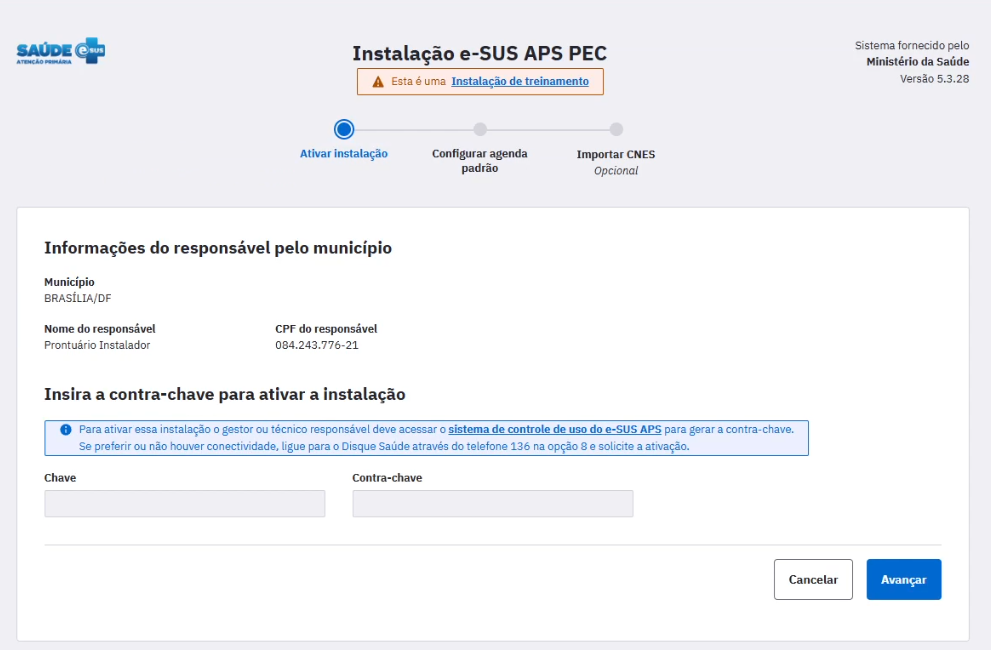 SAÚDE e-SUS
ATENÇÃO PRIMÁRIA
Instalação e-SUS APS PEC
Esta é uma Instalação de treinamento
Sistema fornecido pelo
Ministério da Saúde
Versão 5.3.28
Ativar instalação
Configurar agenda
padrão
Importar CNES
Opcional
Informações do responsável pelo município
Município
BRASÍLIA/DF
Nome do responsável
Prontuário Instalador
CPF do responsável
084.243.776-21
Insira a contra-chave para ativar a instalação
Para ativar essa instalação o gestor ou técnico responsável deve acessar o sistema de controle de uso do e-SUS APS para gerar a contra-chave.
Se preferir ou não houver conectividade, ligue para o Disque Saúde através do telefone 136 na opção 8 e solicite a ativação.
Chave
Contra-chave
Cancelar
Avançar